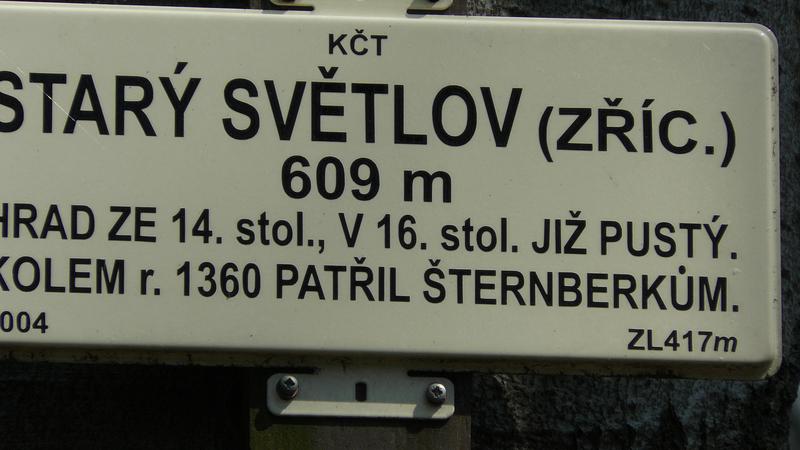 KČT
STARÝ SVĚTLOV (ZŘÍC.)
609 m
HRAD ZE 14. stol., V 16. stol. JIŽ PUSTÝ.
KOLEM r. 1360 PATŘIL ŠTERNBERKŮM.
004 ZL417m